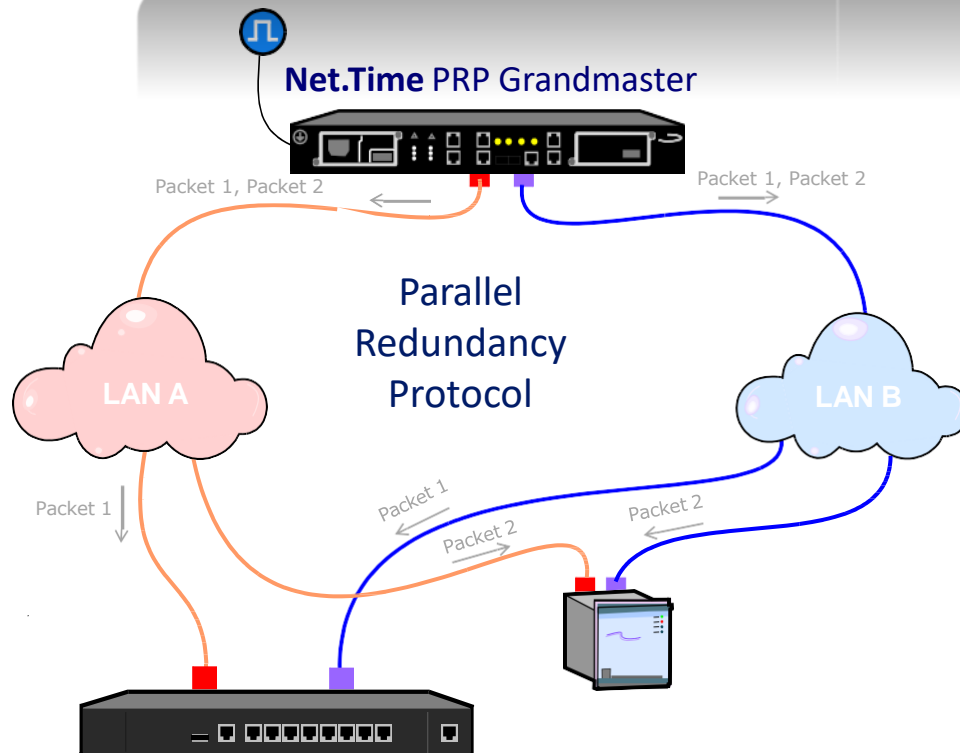 Net.Time PRP Grandmaster
Packet 1, Packet 2
Packet 1, Packet 2
Parallel
Redundancy
Protocol
LAN A
LAN B
Packet 1
Packet 1
Packet 2
Packet 2